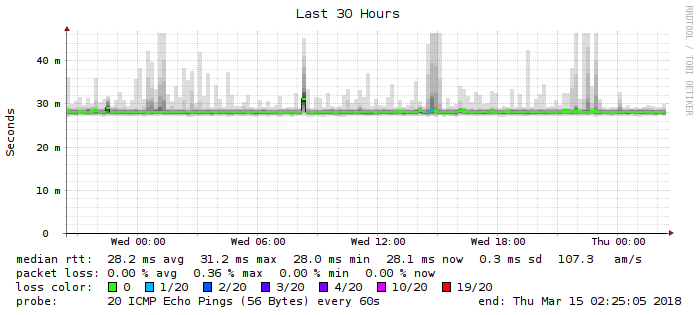 Last 30 Hours
RRDTOOL / TOBI OETIKER
Seconds
40 m
30 m
20 m
10 m
0
Wed 00:00 Wed 06:00 Wed 12:00 Wed 18:00 Thu 00:00
median rtt: 28.2 ms avg 31.2 ms max 28.0 ms min 28.1 ms now 0.3 ms sd 107.3 am/s
packet loss: 0.00 % avg 0.36 % max 0.00 % min 0.00 % now
loss color: 0 1/20 2/20 3/20 4/20 10/20 19/20
probe: 20 ICMP Echo Pings (56 Bytes) every 60s end: Thu Mar 15 02:25:05 2018